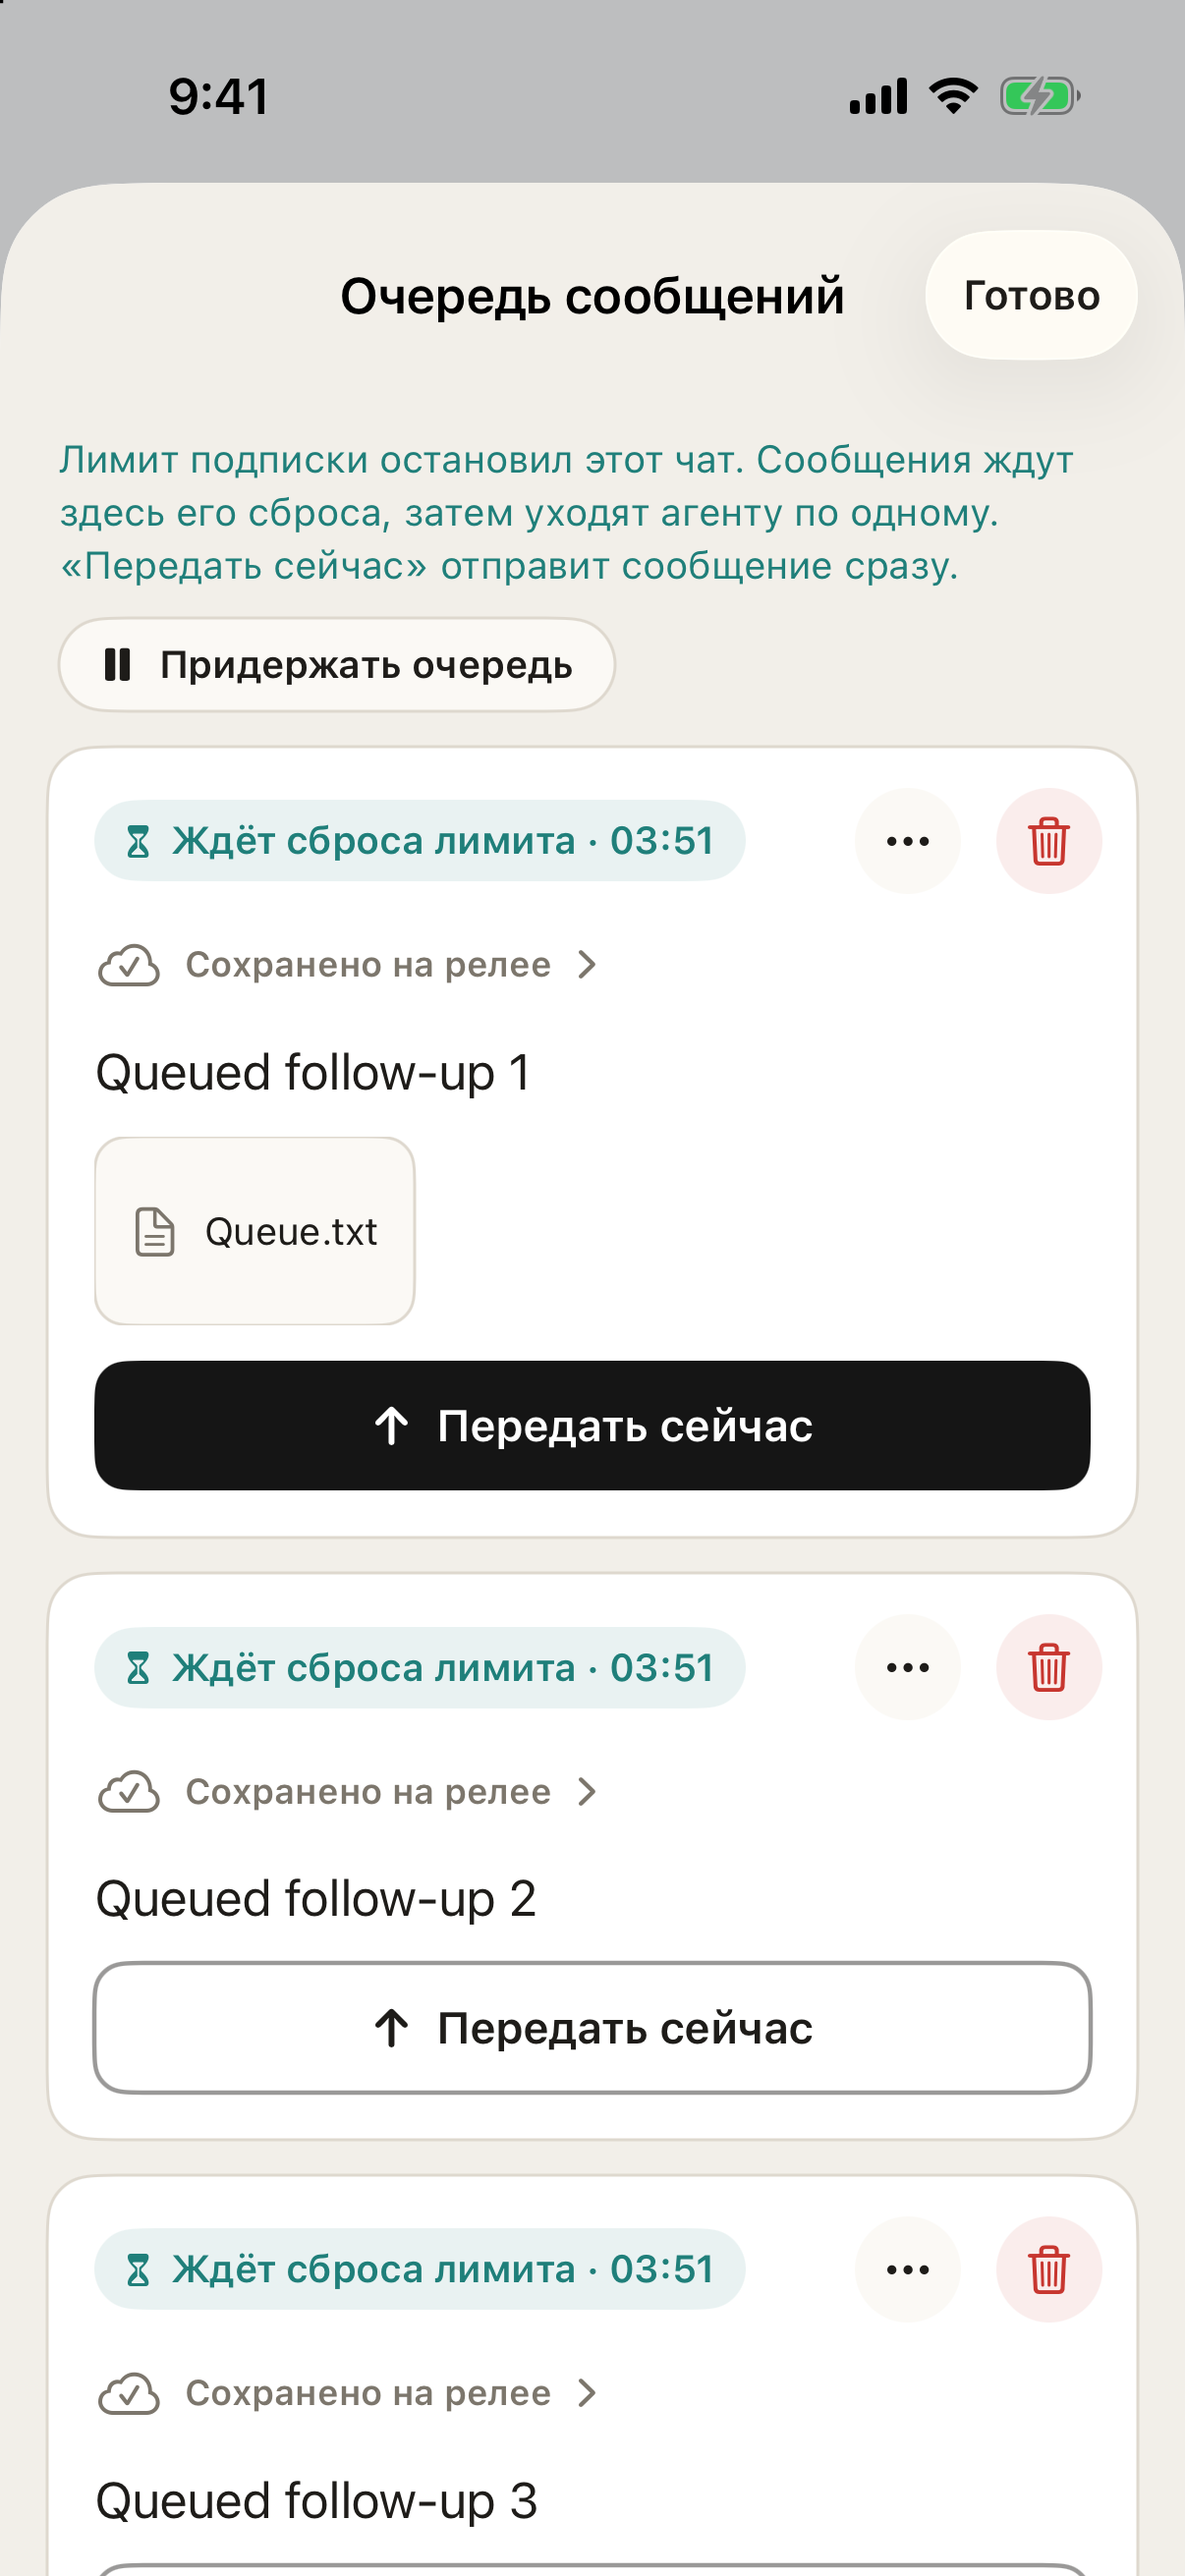 9:41
Очередь сообщений
Готово
Лимит подписки остановил этот чат. Сообщения ждут
здесь его сброса, затем уходят агенту по одному.
«Передать сейчас» отправит сообщение сразу.
Придержать очередь
Ждёт сброса лимита · 03:51
Сохранено на релее
Queued follow-up 1
Queue.txt
Передать сейчас
Ждёт сброса лимита · 03:51
Сохранено на релее
Queued follow-up 2
Передать сейчас
Ждёт сброса лимита · 03:51
Сохранено на релее
Queued follow-up 3